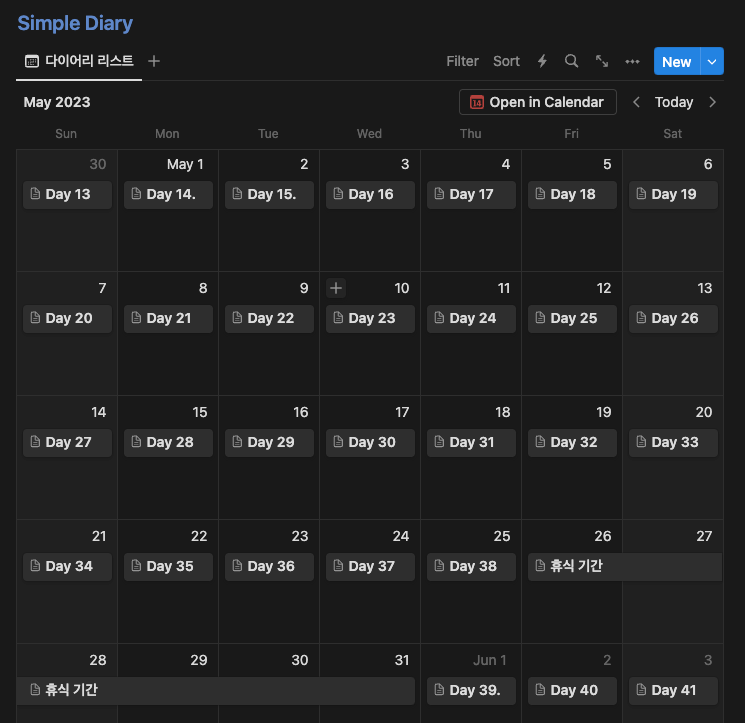 Simple Diary
다이어리 리스트
Filter Sort New
May 2023 14 Open in Calendar Today
Sun Mon Tue Wed Thu Fri Sat
30 May 1 2 3 4 5 6
Day 13 Day 14. Day 15. Day 16 Day 17 Day 18 Day 19
7 8 9 10 11 12 13
Day 20 Day 21 Day 22 Day 23 Day 24 Day 25 Day 26
14 15 16 17 18 19 20
Day 27 Day 28 Day 29 Day 30 Day 31 Day 32 Day 33
21 22 23 24 25 26 27
Day 34 Day 35 Day 36 Day 37 Day 38 휴식 기간
28 29 30 31 Jun 1 2 3
휴식 기간 Day 39. Day 40 Day 41